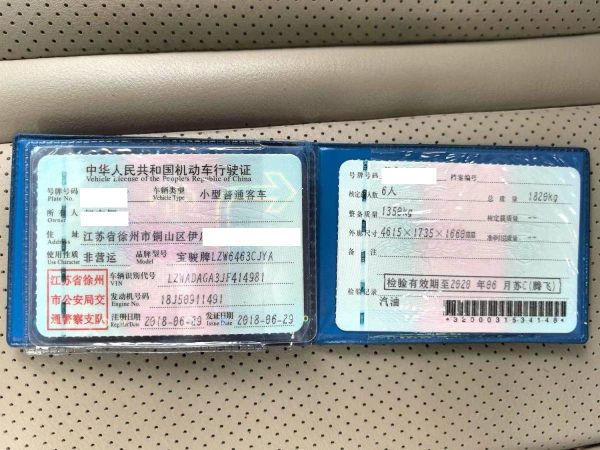 中华人民共和国机动车行驶证
Vehicle License of the People's Republic of China
号牌号码
Plate No.
车辆类型
Vehicle Type
小型普通客车
所有人
Owner
住址
Address
江苏省徐州市铜山区伊
使用性质
Use Character
非营运
品牌型号
Model
宝骏牌LZW6463CJYA
江苏省徐州
市公安局交
通警察支队
车辆识别代号
VIN
LZWADAGA3JF414981
发动机号码
Engine No.
18J50911491
注册日期
Register Date
2018-06-29
发证日期
Issue Date
2018-06-29
号牌号码
档案编号
核定载人数
6人
总质量
1820kg
整备质量
1350kg
核定载质量
--
外廓尺寸
4615×1735×1660mm
准牵引总质量
--
备注
检验有效期至2020年06月苏C(腾飞)
检验记录
汽油
*3200031534148*